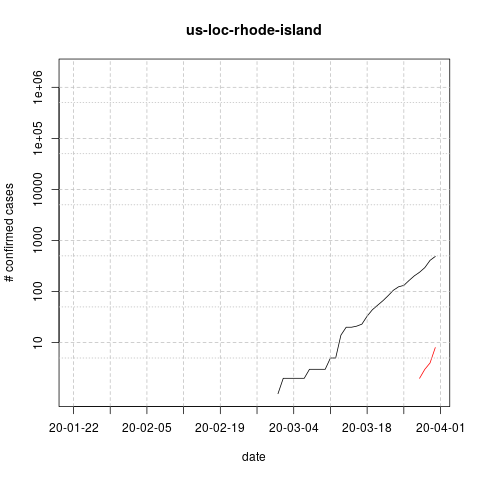 us-loc-rhode-island
# confirmed cases
1e+06
1e+05
10000
1000
100
10
20-01-22 20-02-05 20-02-19 20-03-04 20-03-18 20-04-01
date